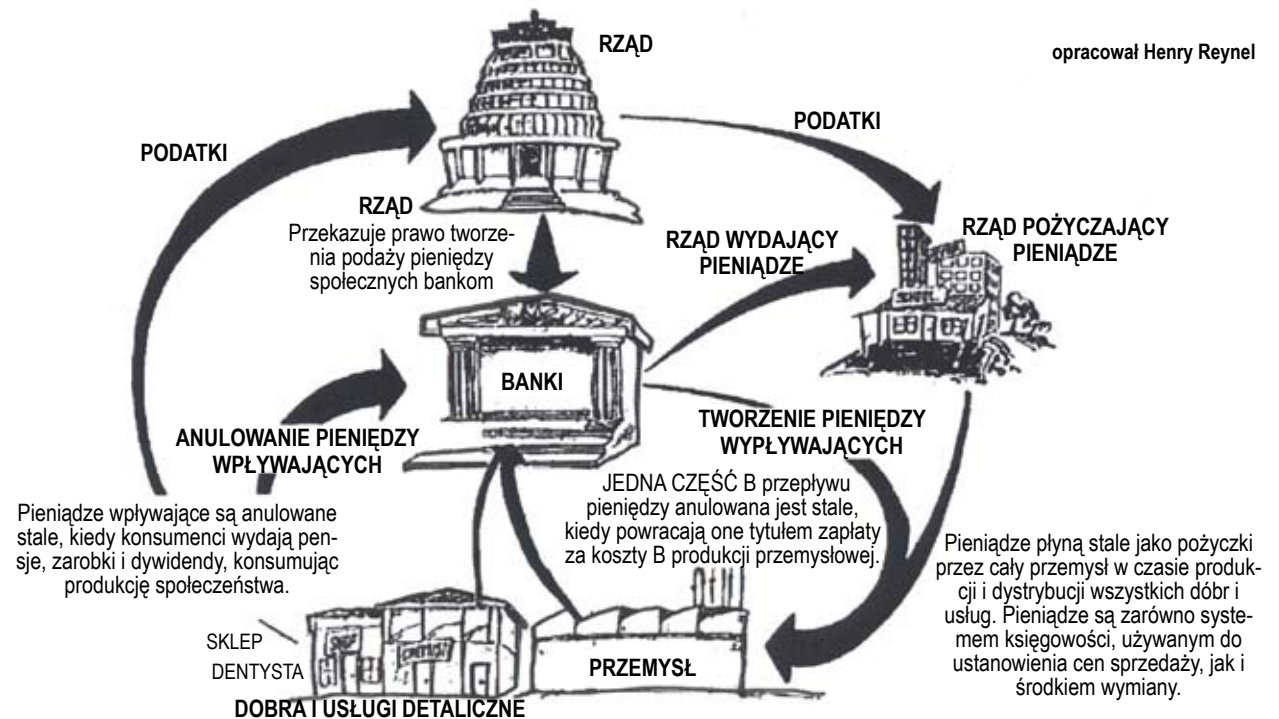 RZĄD
opracował Henry Reynel
PODATKI
PODATKI
RZĄD
Przekazuje prawo tworze-
nia podaży pieniędzy
społecznych bankom
RZĄD WYDAJĄCY
PIENIĄDZE
RZĄD POŻYCZAJĄCY
PIENIĄDZE
BANKI
ANULOWANIE PIENIĘDZY
WPŁYWAJĄCYCH
TWORZENIE PIENIĘDZY
WYPŁYWAJĄCYCH
Pieniądze wpływające są anulowane
stale, kiedy konsumenci wydają pen-
sje, zarobki i dywidendy, konsumując
produkcję społeczeństwa.
JEDNA CZĘŚĆ B przepływu
pieniędzy anulowana jest stale,
kiedy powracają one tytułem zapłaty
za koszty B produkcji przemysłowej.
Pieniądze płyną stale jako pożyczki
przez cały przemysł w czasie produk-
cji i dystrybucji wszystkich dóbr i
usług. Pieniądze są zarówno syste-
mem księgowości, używanym do
ustanowienia cen sprzedaży, jak i
środkiem wymiany.
SKLEP
DENTYSTA
PRZEMYSŁ
DOBRA I USŁUGI DETALICZNE